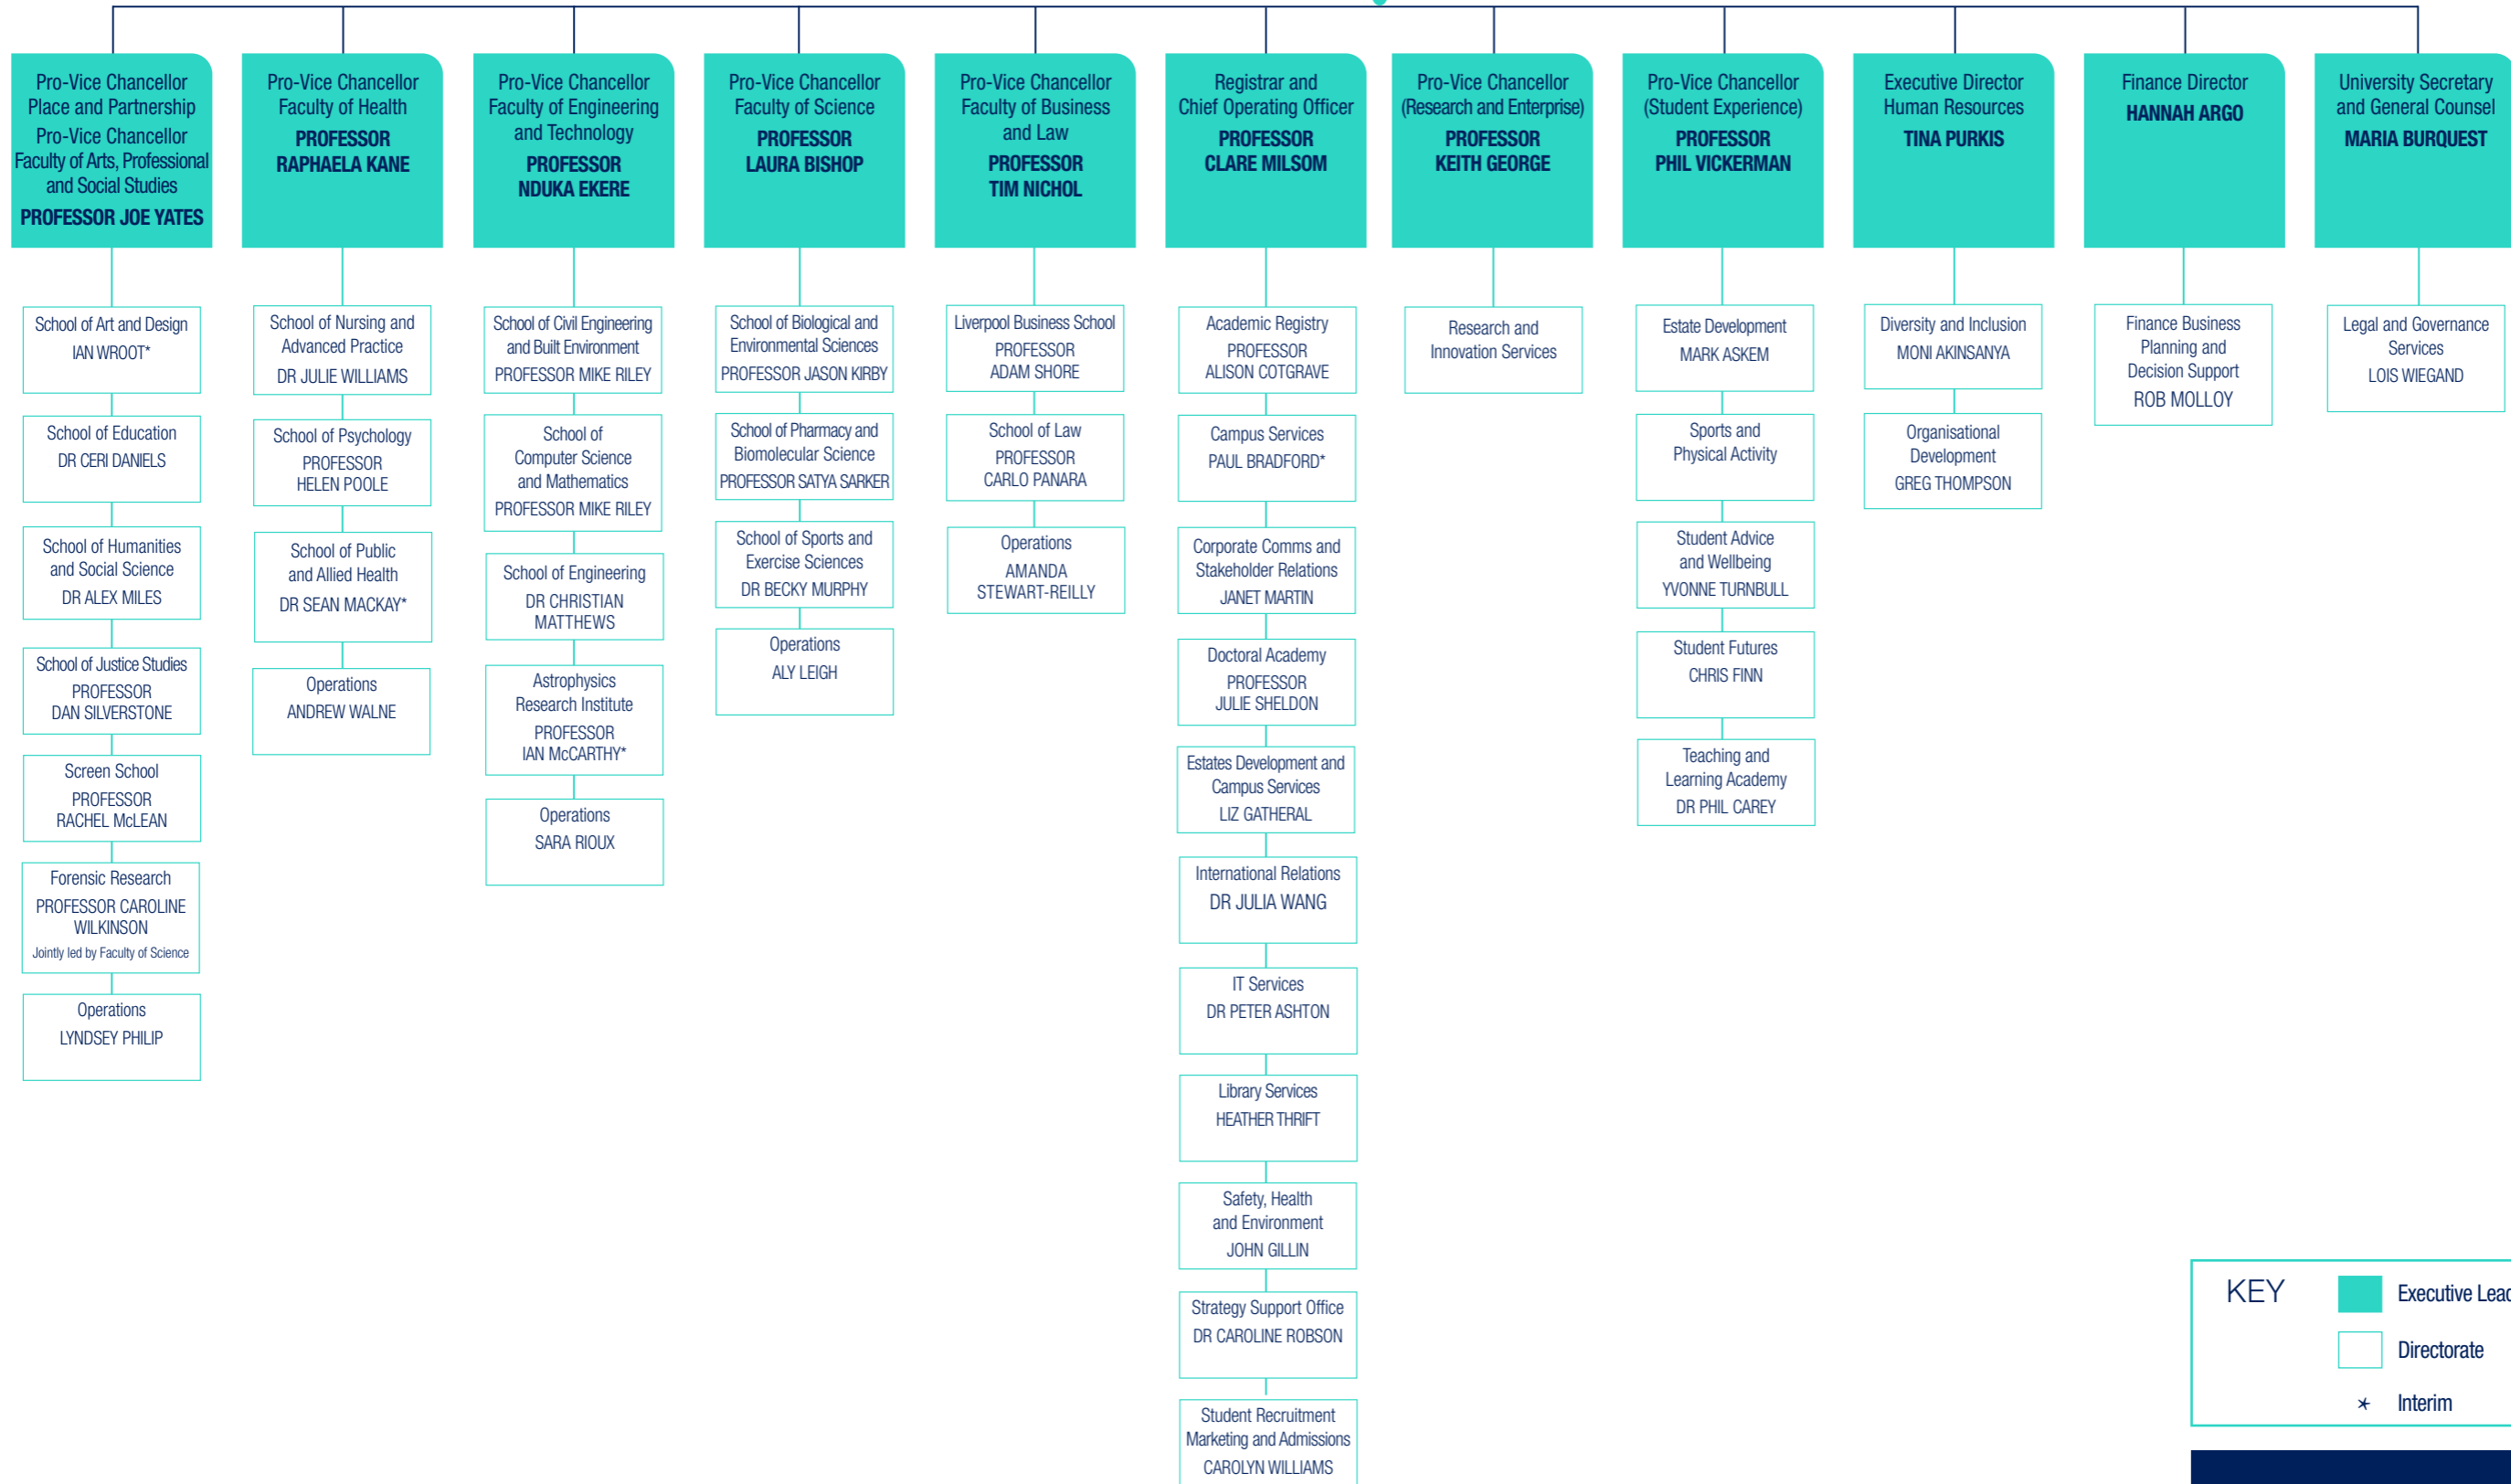 Pro-Vice Chancellor
Place and Partnership
Pro-Vice Chancellor
Faculty of Arts, Professional
and Social Studies
PROFESSOR JOE YATES
School of Art and Design
IAN WROOT*
School of Education
DR CERI DANIELS
School of Humanities
and Social Science
DR ALEX MILES
School of Justice Studies
PROFESSOR
DAN SILVERSTONE
Screen School
PROFESSOR
RACHEL McLEAN
Forensic Research
PROFESSOR CAROLINE
WILKINSON
Jointly led by Faculty of Science
Operations
LYNDSEY PHILIP
Pro-Vice Chancellor
Faculty of Health
PROFESSOR
RAPHAELA KANE
School of Nursing and
Advanced Practice
DR JULIE WILLIAMS
School of Psychology
PROFESSOR
HELEN POOLE
School of Public
and Allied Health
DR SEAN MACKAY*
Operations
ANDREW WALNE
Pro-Vice Chancellor
Faculty of Engineering
and Technology
PROFESSOR
NDUKA EKERE
School of Civil Engineering
and Built Environment
PROFESSOR MIKE RILEY
School of
Computer Science
and Mathematics
PROFESSOR MIKE RILEY
School of Engineering
DR CHRISTIAN
MATTHEWS
Astrophysics
Research Institute
PROFESSOR
IAN McCARTHY*
Operations
SARA RIOUX
Pro-Vice Chancellor
Faculty of Science
PROFESSOR
LAURA BISHOP
School of Biological and
Environmental Sciences
PROFESSOR JASON KIRBY
School of Pharmacy and
Biomolecular Science
PROFESSOR SATYA SARKER
School of Sports and
Exercise Sciences
DR BECKY MURPHY
Operations
ALY LEIGH
Pro-Vice Chancellor
Faculty of Business
and Law
PROFESSOR
TIM NICHOL
Liverpool Business School
PROFESSOR
ADAM SHORE
School of Law
PROFESSOR
CARLO PANARA
Operations
AMANDA
STEWART-REILLY
Registrar and
Chief Operating Officer
PROFESSOR
CLARE MILSOM
Academic Registry
PROFESSOR
ALISON COTGRAVE
Campus Services
PAUL BRADFORD*
Corporate Comms and
Stakeholder Relations
JANET MARTIN
Doctoral Academy
PROFESSOR
JULIE SHELDON
Estates Development and
Campus Services
LIZ GATHERAL
International Relations
DR JULIA WANG
IT Services
DR PETER ASHTON
Library Services
HEATHER THRIFT
Safety, Health
and Environment
JOHN GILLIN
Strategy Support Office
DR CAROLINE ROBSON
Student Recruitment
Marketing and Admissions
CAROLYN WILLIAMS
Pro-Vice Chancellor
(Research and Enterprise)
PROFESSOR
KEITH GEORGE
Research and
Innovation Services
Pro-Vice Chancellor
(Student Experience)
PROFESSOR
PHIL VICKERMAN
Estate Development
MARK ASKEM
Sports and
Physical Activity
Student Advice
and Wellbeing
YVONNE TURNBULL
Student Futures
CHRIS FINN
Teaching and
Learning Academy
DR PHIL CAREY
Executive Director
Human Resources
TINA PURKIS
Diversity and Inclusion
MONI AKINSANYA
Organisational
Development
GREG THOMPSON
Finance Director
HANNAH ARGO
Finance Business
Planning and
Decision Support
ROB MOLLOY
University Secretary
and General Counsel
MARIA BURQUEST
Legal and Governance
Services
LOIS WIEGAND
KEY
Executive
Directorate
* Interim